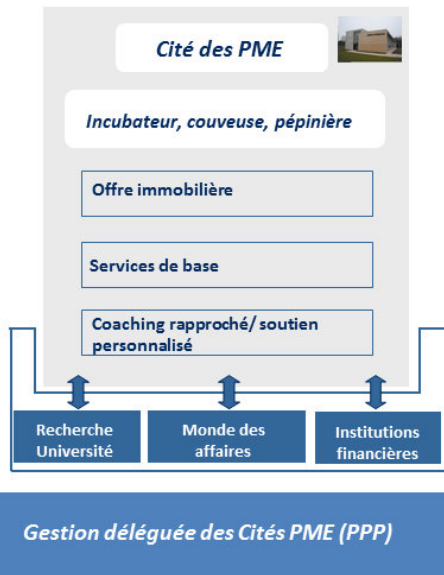 Cité des PME
Incubateur, couveuse, pépinière
Offre immobilière
Services de base
Coaching rapproché/ soutien
personnalisé
Recherche
Université
Monde des
affaires
Institutions
financières
Gestion déléguée des Cités PME (PPP)